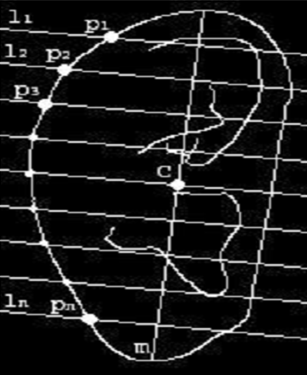 l₁ p₁
l₂ p₂
p₃
C
lₙ pₙ
m